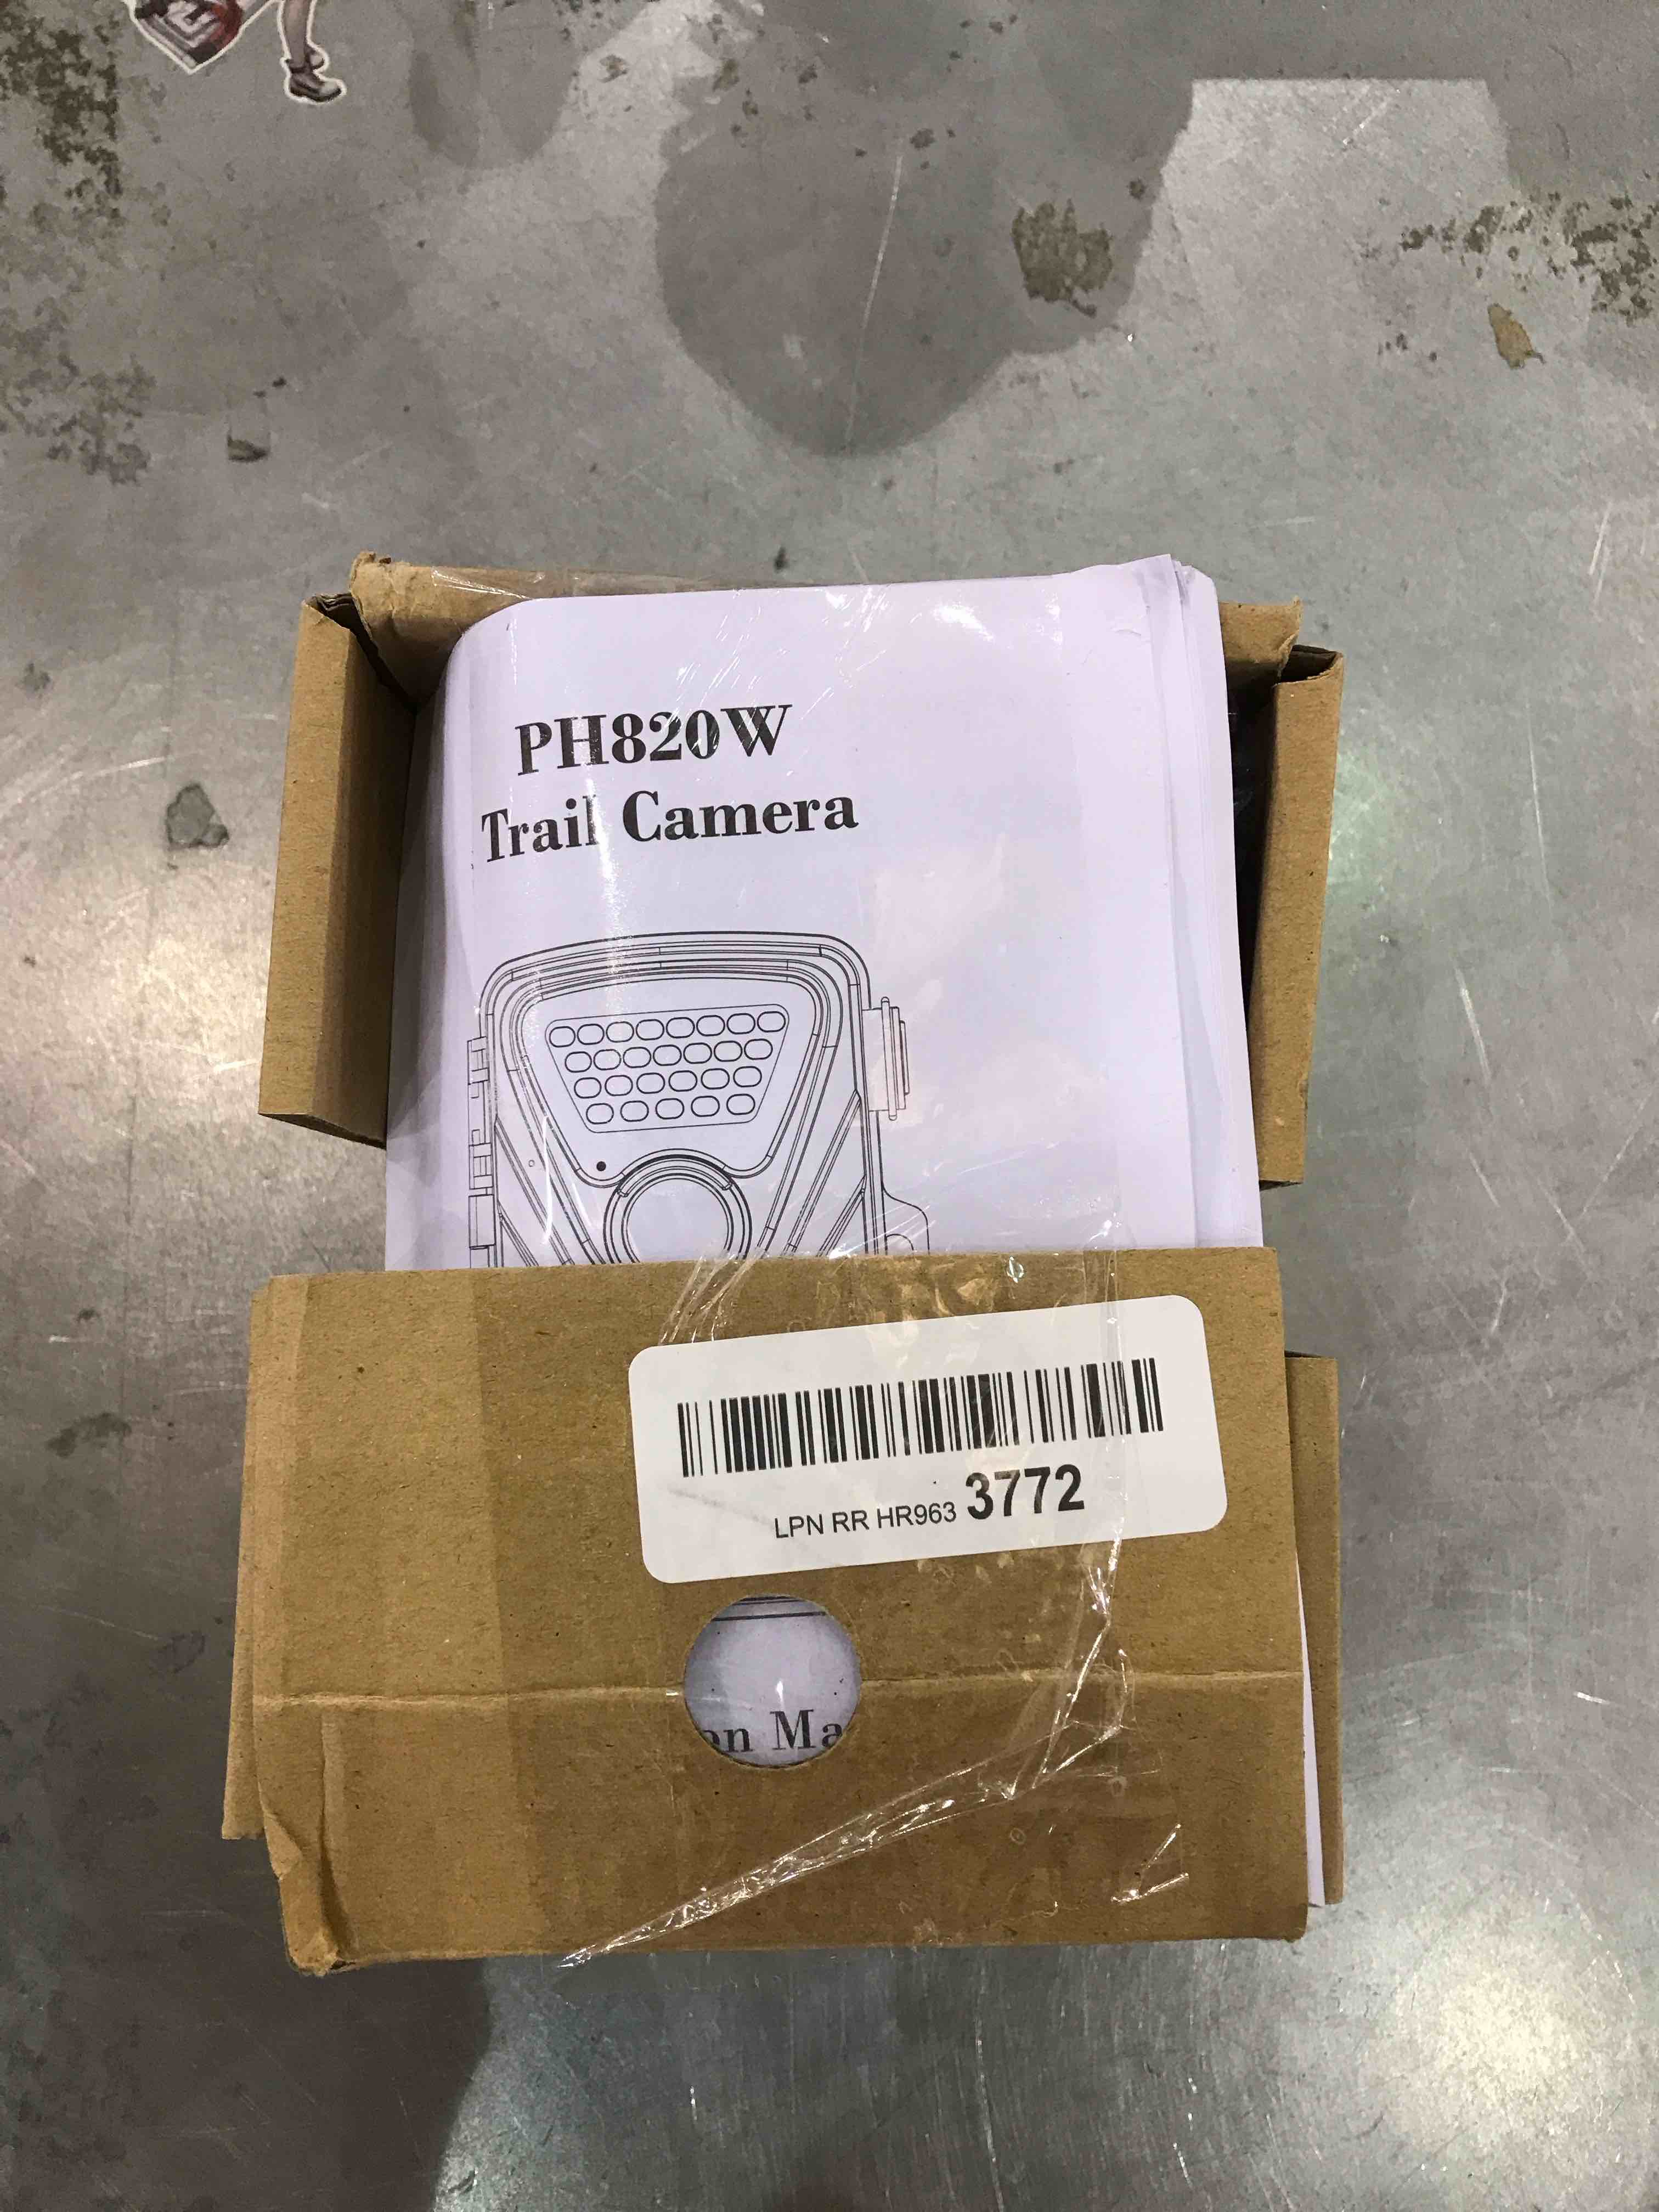 PH820W
Trail Camera
LPN RR HR963 3772
on Ma